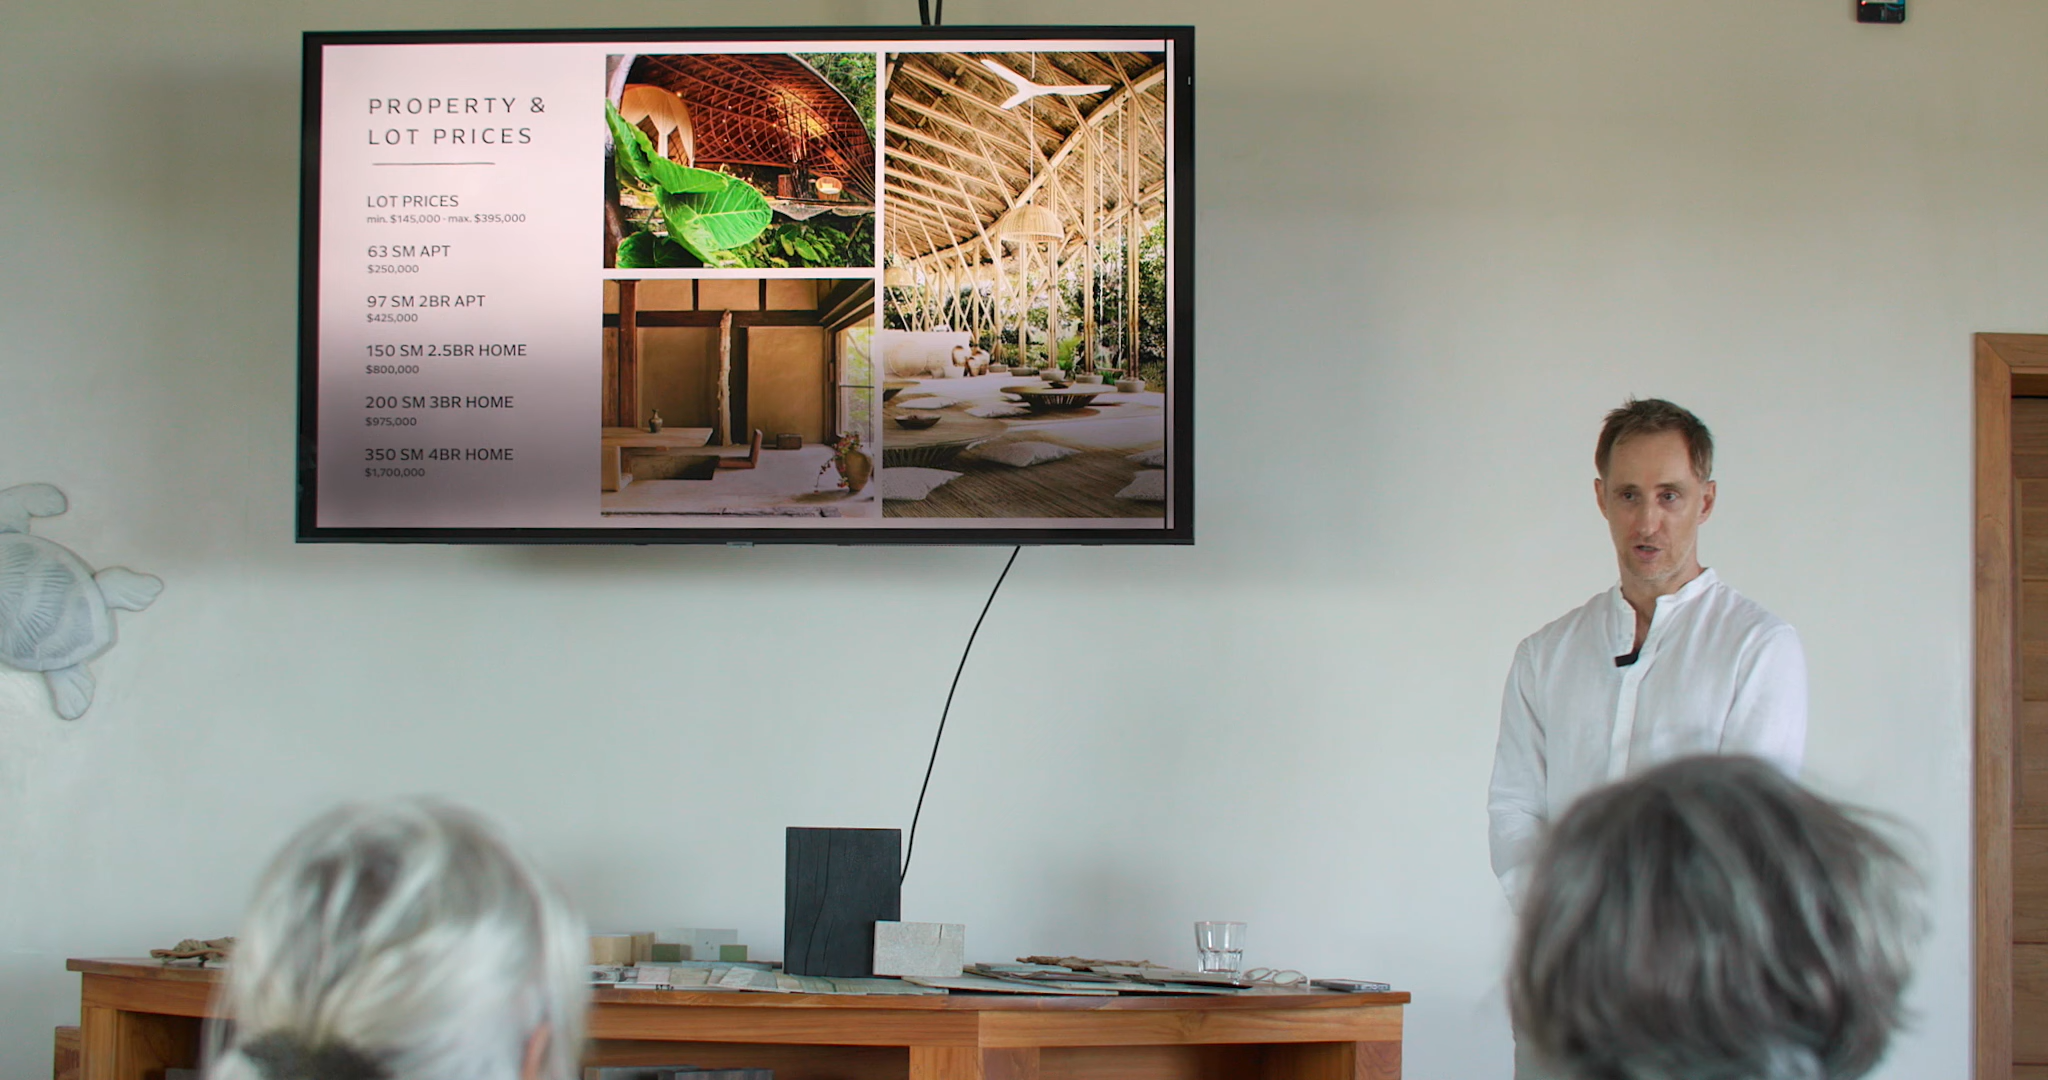 PROPERTY &
LOT PRICES
LOT PRICES
min. $145,000 - max. $395,000
63 SM APT
$250,000
97 SM 2BR APT
$425,000
150 SM 2.5BR HOME
$800,000
200 SM 3BR HOME
$975,000
350 SM 4BR HOME
$1,700,000